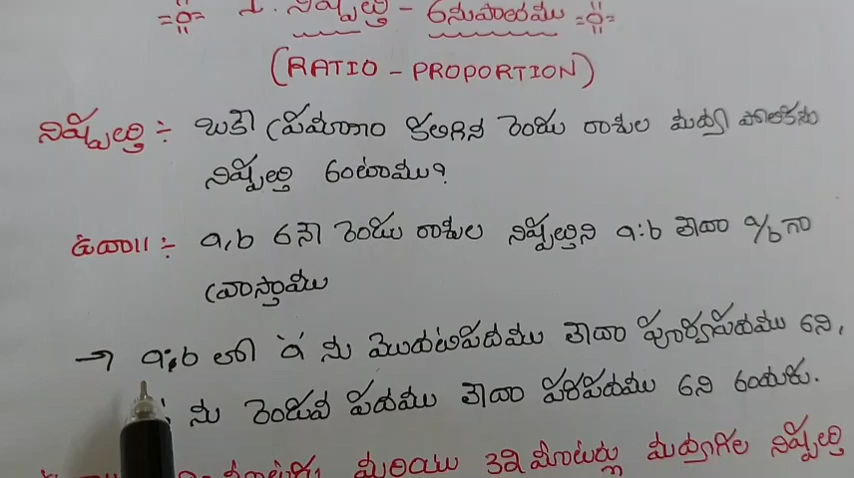 1. నిష్పత్తి - అనుపాతము
(RATIO - PROPORTION)
నిష్పత్తి :- ఒకే ప్రమాణం కలిగిన రెండు రాశుల మధ్య పోలికను
నిష్పత్తి అంటాము?
ఉదా॥ :- a,b అనే రెండు రాశుల నిష్పత్తిని a:b లేదా a/b గా
వ్రాస్తాము
→ a:b లో 'a' ను మొదటిపదము లేదా పూర్వపదము అని,
ను రెండువ పదము లేదా పరపదము అని అందురు.
మరియు 32 మీటర్లు మధ్యగల నిష్పత్తి